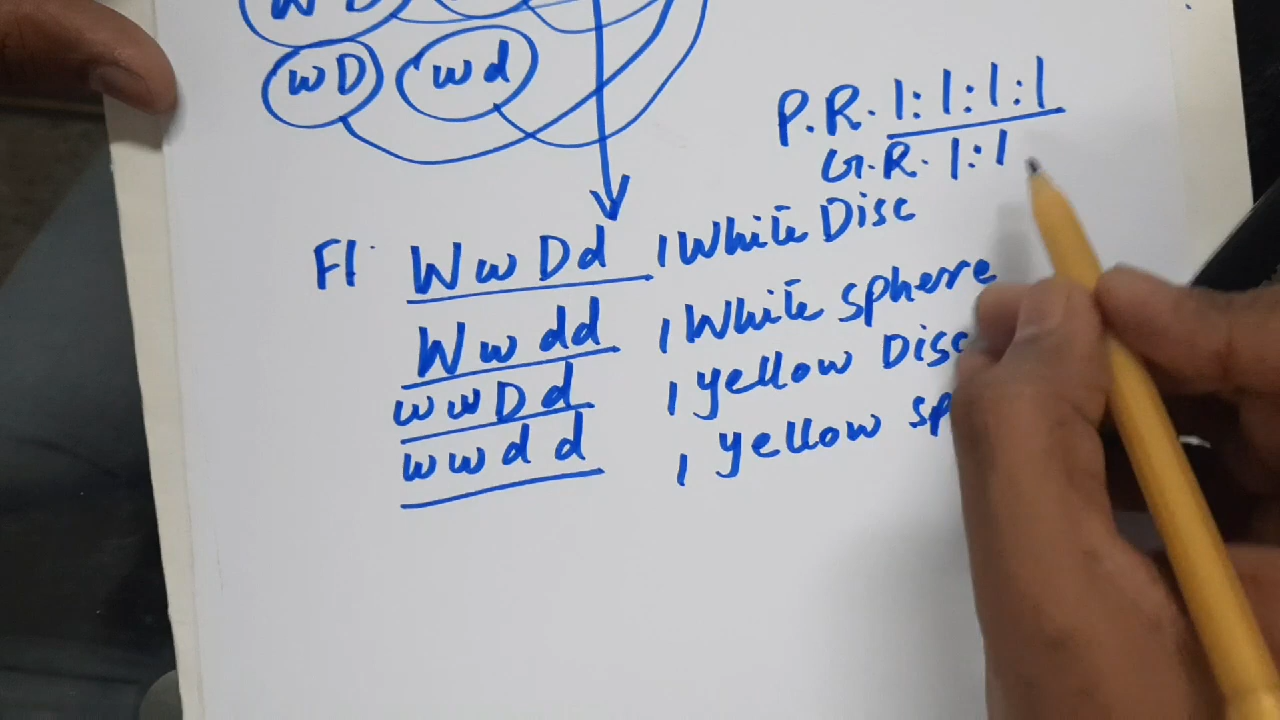 wD wd
P.R. 1:1:1:1
G.R. 1:1
F1 WwDd 1 White Disc
Wwdd 1 White sphere
wwDd 1 yellow Disc
wwdd 1 yellow